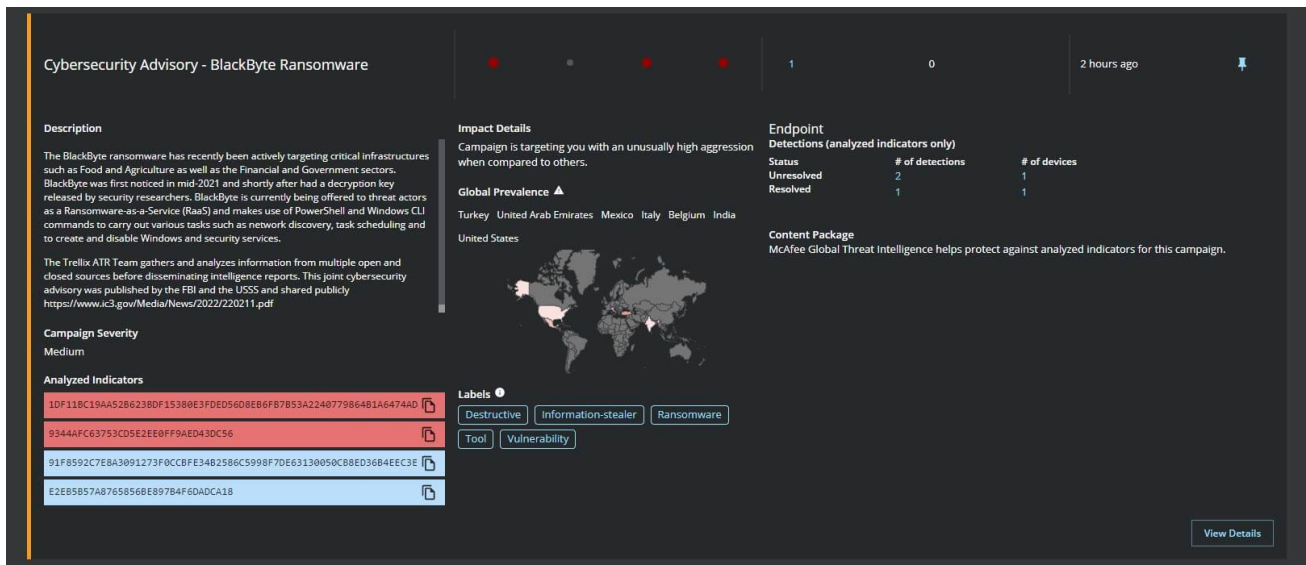 Cybersecurity Advisory - BlackByte Ransomware
1
0
2 hours ago
Description
The BlackByte ransomware has recently been actively targeting critical infrastructures
such as Food and Agriculture as well as the Financial and Government sectors.
BlackByte was first noticed in mid-2021 and shortly after had a decryption key
released by security researchers. BlackByte is currently being offered to threat actors
as a Ransomware-as-a-Service (RaaS) and makes use of PowerShell and Windows CLI
commands to carry out various tasks such as network discovery, task scheduling and
to create and disable Windows and security services.
The Trellix ATR Team gathers and analyzes information from multiple open and
closed sources before disseminating intelligence reports. This joint cybersecurity
advisory was published by the FBI and the USSS and shared publicly
https://www.ic3.gov/Media/News/2022/220211.pdf
Campaign Severity
Medium
Analyzed Indicators
1DF11BC19AA52B623BDF15380E3FDED56D8EB6FB7B53A2240779864B1A6474AD
9344AFC63753CD5E2EE0FF9AED43DC56
91F8592C7E8A3091273F0CCBFE34B2586C5998F7DE63130050CB8ED36B4EEC3E
E2EB5B57A8765856BE897B4F6DADCA18
Impact Details
Campaign is targeting you with an unusually high aggression
when compared to others.
Global Prevalence
Turkey United Arab Emirates Mexico Italy Belgium India
United States
Labels
Destructive Information-stealer Ransomware
Tool Vulnerability
Endpoint
Detections (analyzed indicators only)
Status # of detections # of devices
Unresolved 2 1
Resolved 1 1
Content Package
McAfee Global Threat Intelligence helps protect against analyzed indicators for this campaign.
View Details